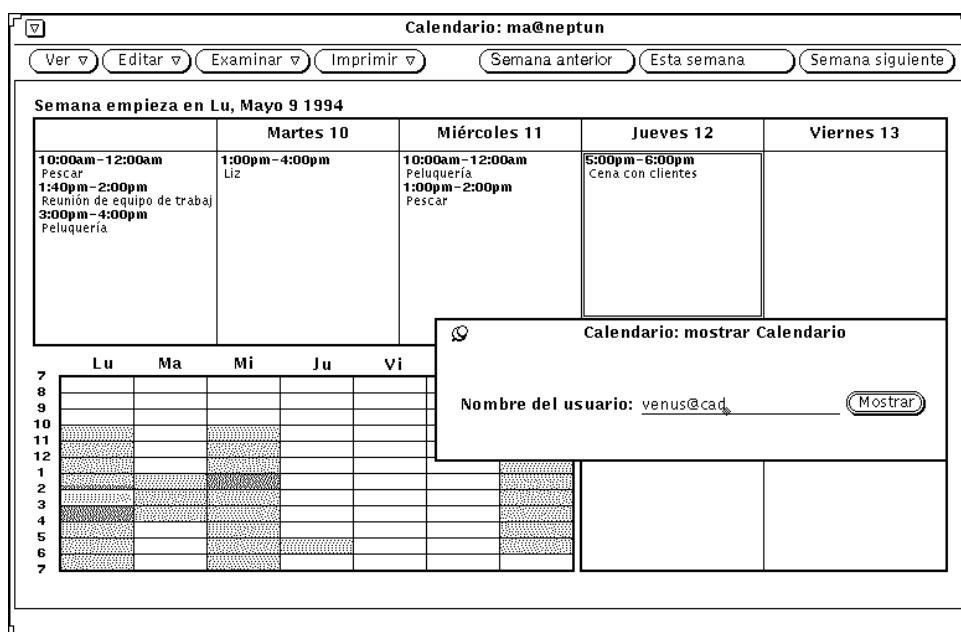 Calendario: ma@neptun
Ver Editar Examinar Imprimir Semana anterior Esta semana Semana siguiente
Semana empieza en Lu, Mayo 9 1994
Martes 10 Miércoles 11 Jueves 12 Viernes 13
10:00am-12:00am
Pescar
1:40pm-2:00pm
Reunión de equipo de trabaj
3:00pm-4:00pm
Peluquería
1:00pm-4:00pm
Liz
10:00am-12:00am
Peluquería
1:00pm-2:00pm
Pescar
5:00pm-6:00pm
Cena con clientes
Calendario: mostrar Calendario
Nombre del usuario: venus@cad Mostrar
Lu Ma Mi Ju Vi
7
8
9
10
11
12
1
2
3
4
5
6
7